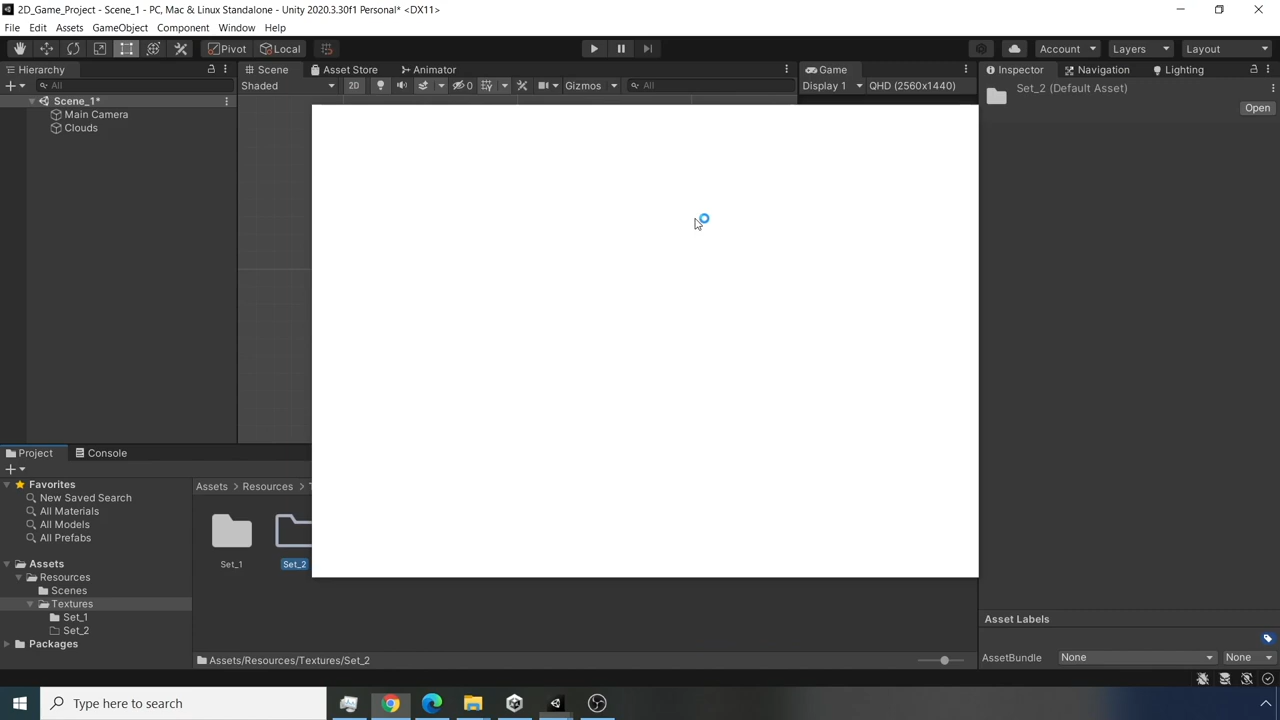 2D_Game_Project - Scene_1 - PC, Mac & Linux Standalone - Unity 2020.3.30f1 Personal* <DX11>
File Edit Assets GameObject Component Window Help
Pivot Local Account Layers Layout
Hierarchy Scene Asset Store Animator Game Inspector Navigation Lighting
All Shaded 2D 0 Gizmos All Display 1 QHD (2560x1440) Set_2 (Default Asset)
Scene_1*
Open
Main Camera
Clouds
Project Console
Favorites Assets Resources
New Saved Search
All Materials
All Models
All Prefabs
Assets Set_1 Set_2
Resources
Scenes
Textures
Set_1 Asset Labels
Set_2
Packages
Assets/Resources/Textures/Set_2 AssetBundle None None
Type here to search